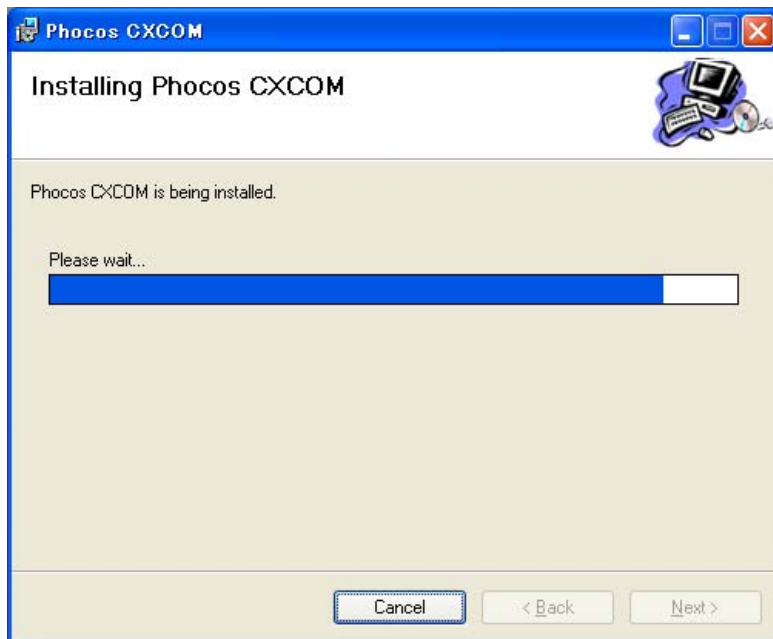 Phocos CXCOM
Installing Phocos CXCOM
Phocos CXCOM is being installed.
Please wait...
Cancel
< Back
Next >